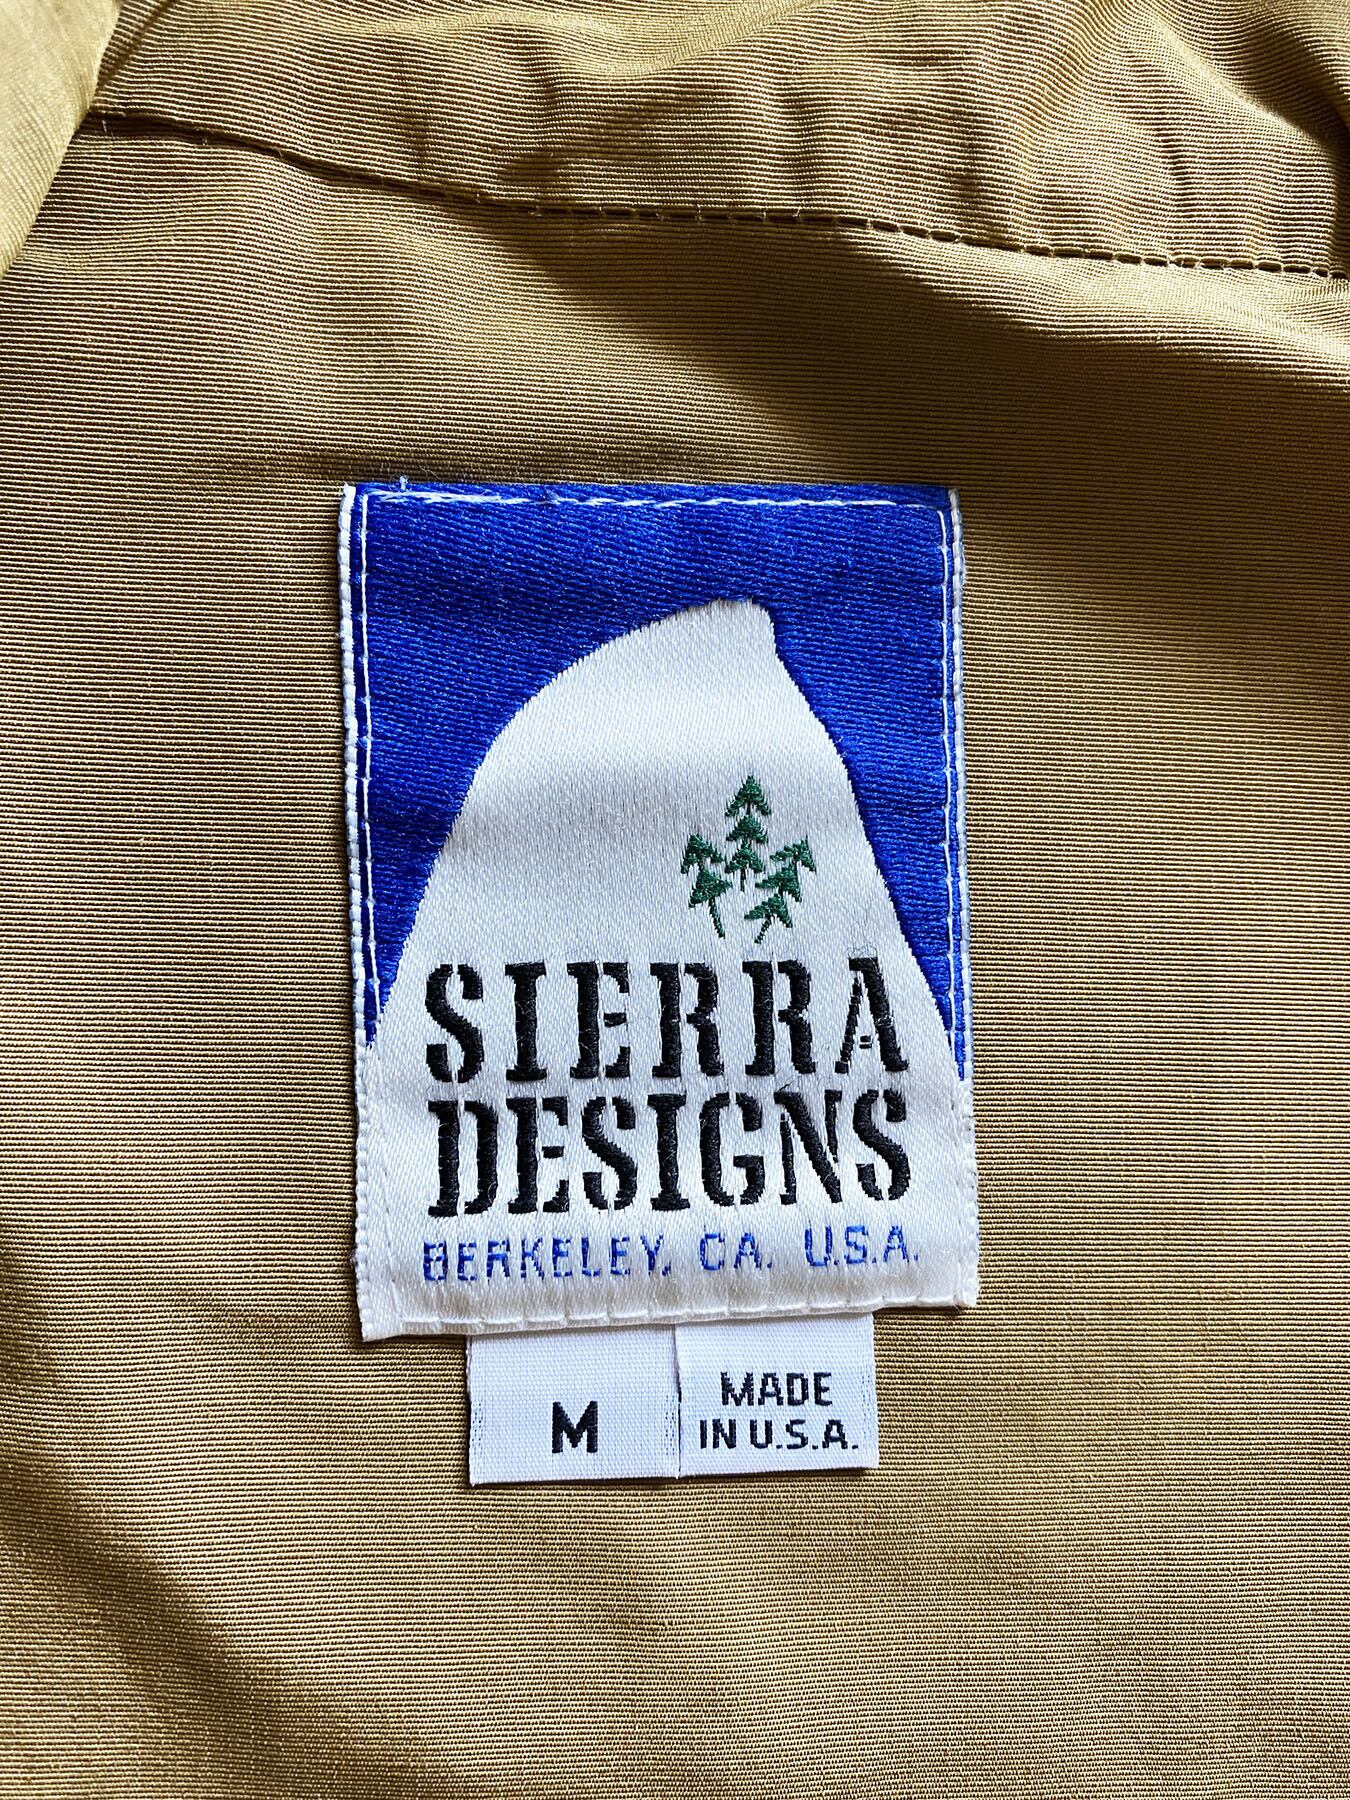 SIERRA
DESIGNS
BERKELEY, CA. U.S.A.
M
MADE
IN U.S.A.